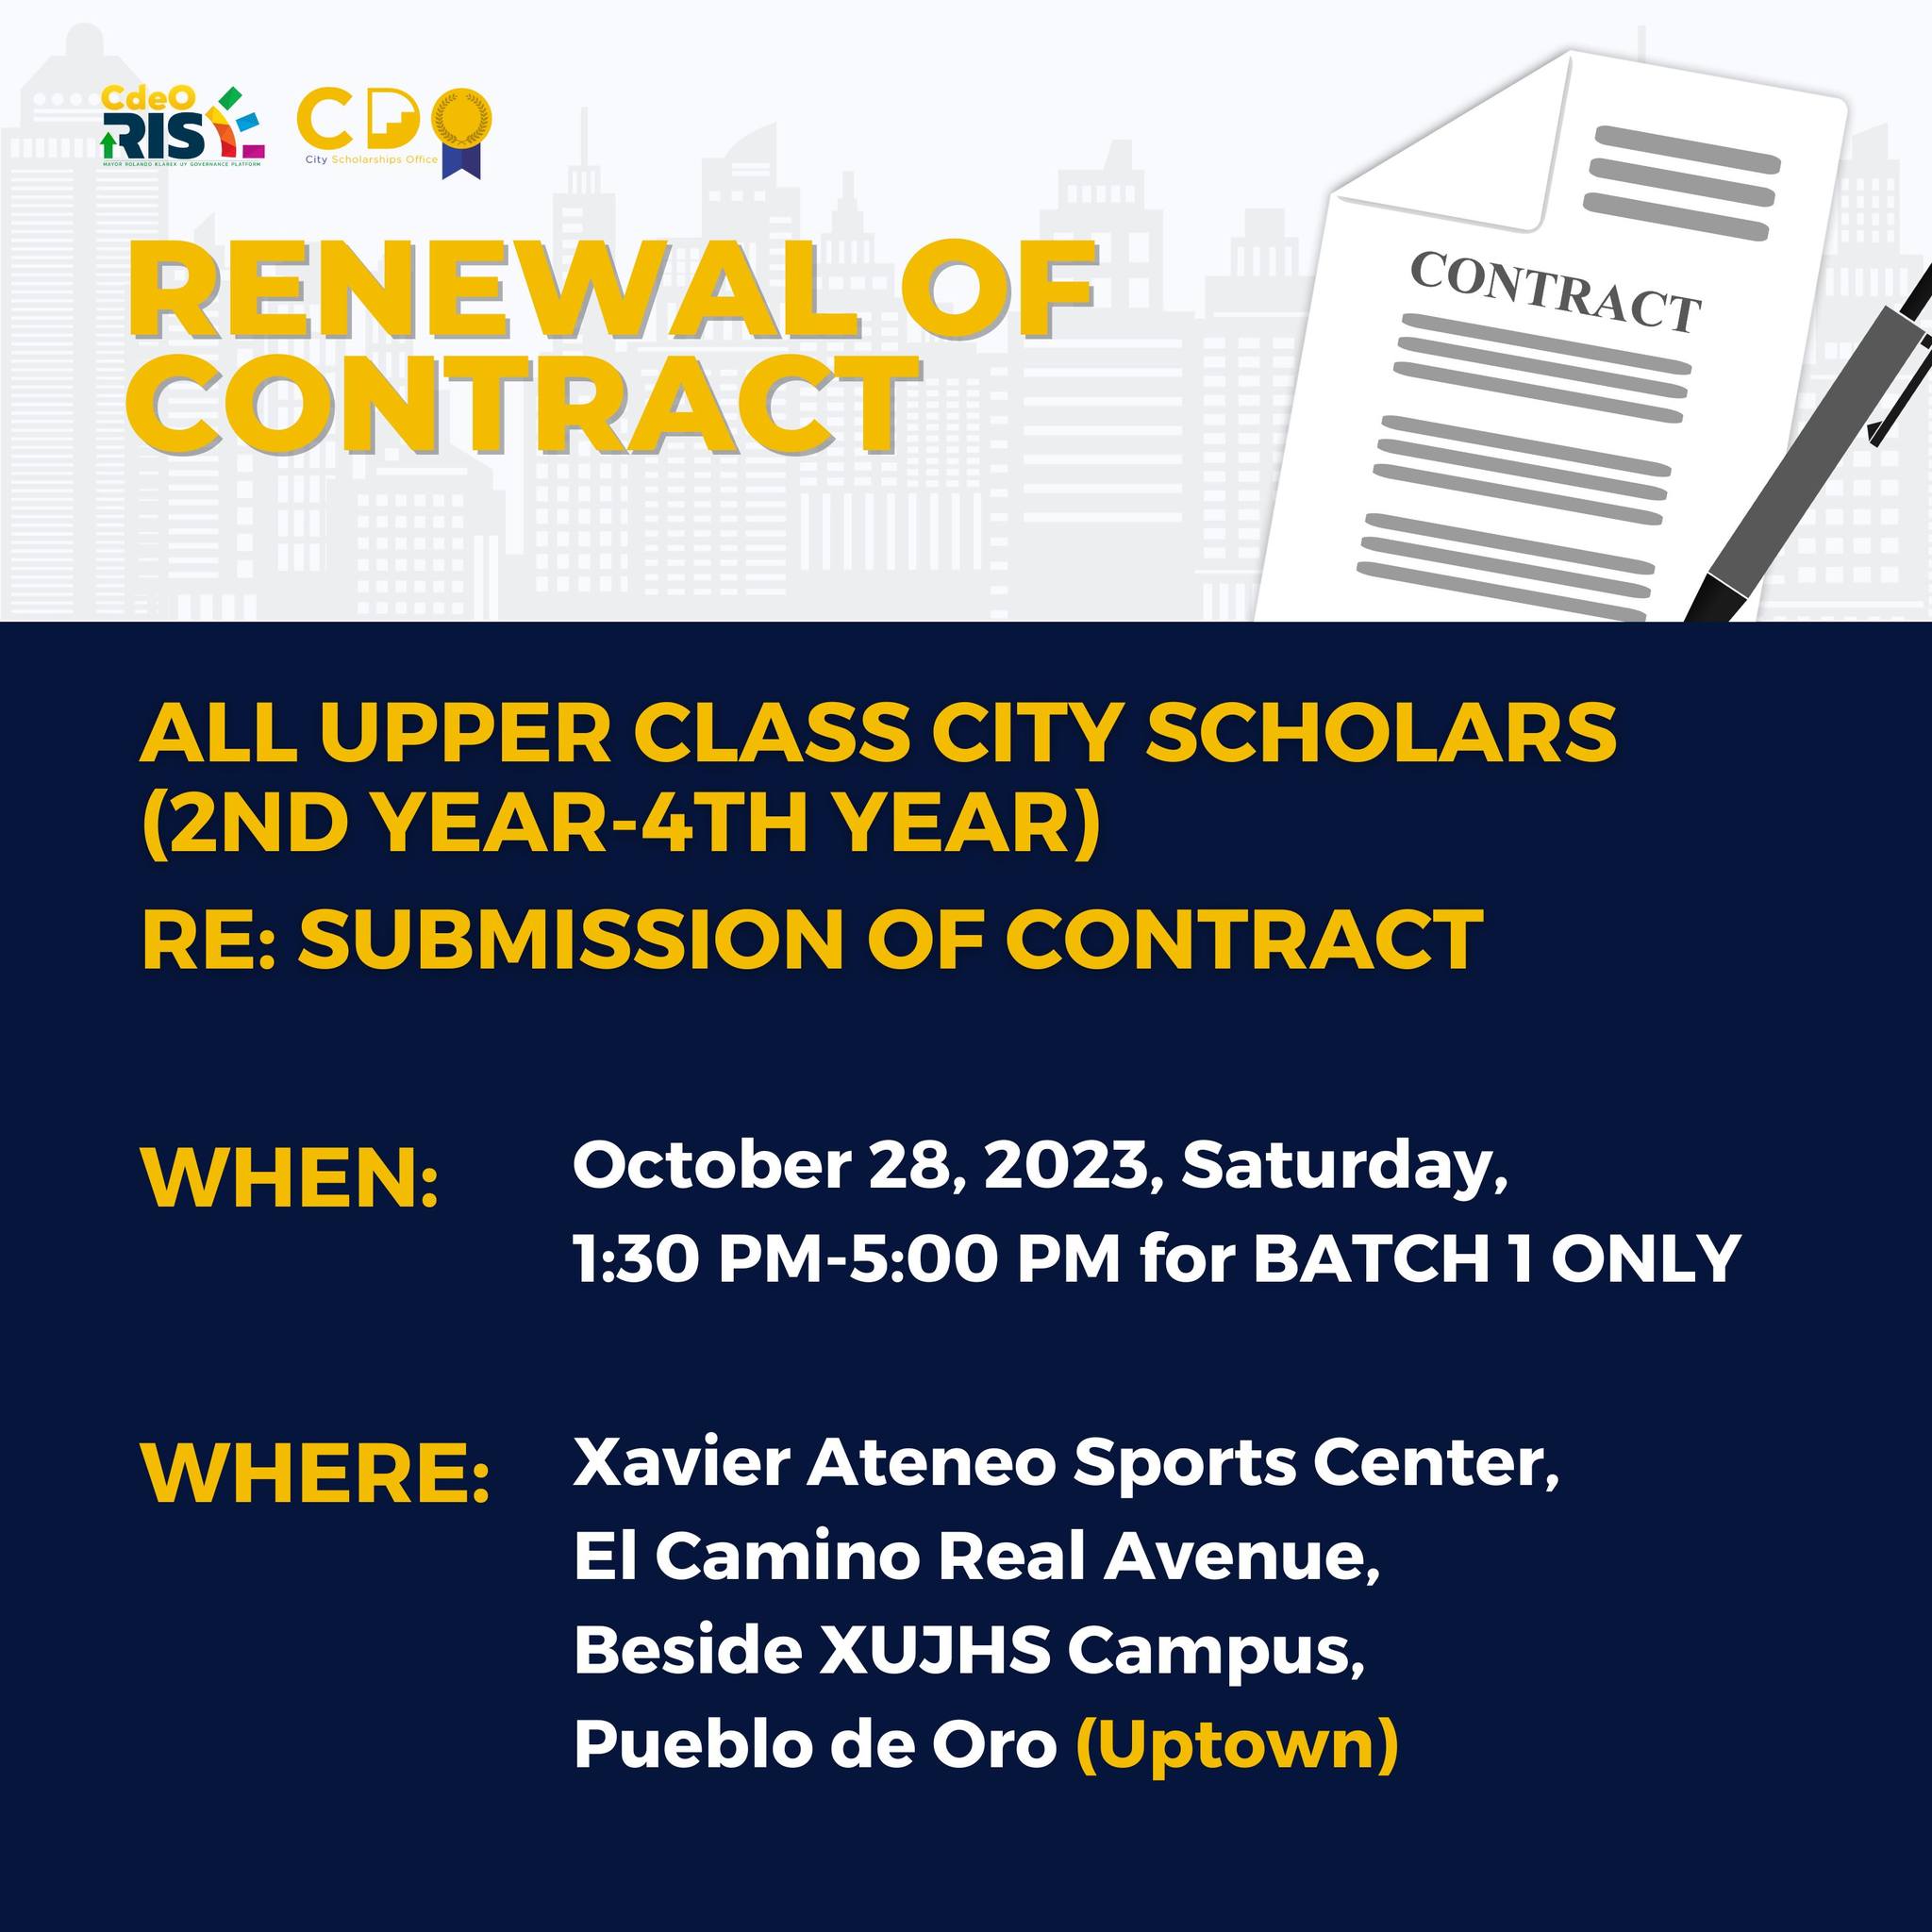 CdeO
RISE
MAYOR ROLANDO KLAREX UY GOVERNANCE PLATFORM
CDO
City Scholarships Office
RENEWAL OF
CONTRACT
CONTRACT
ALL UPPER CLASS CITY SCHOLARS
(2ND YEAR-4TH YEAR)
RE: SUBMISSION OF CONTRACT
WHEN:
October 28, 2023, Saturday,
1:30 PM-5:00 PM for BATCH 1 ONLY
WHERE:
Xavier Ateneo Sports Center,
El Camino Real Avenue,
Beside XUJHS Campus,
Pueblo de Oro (Uptown)